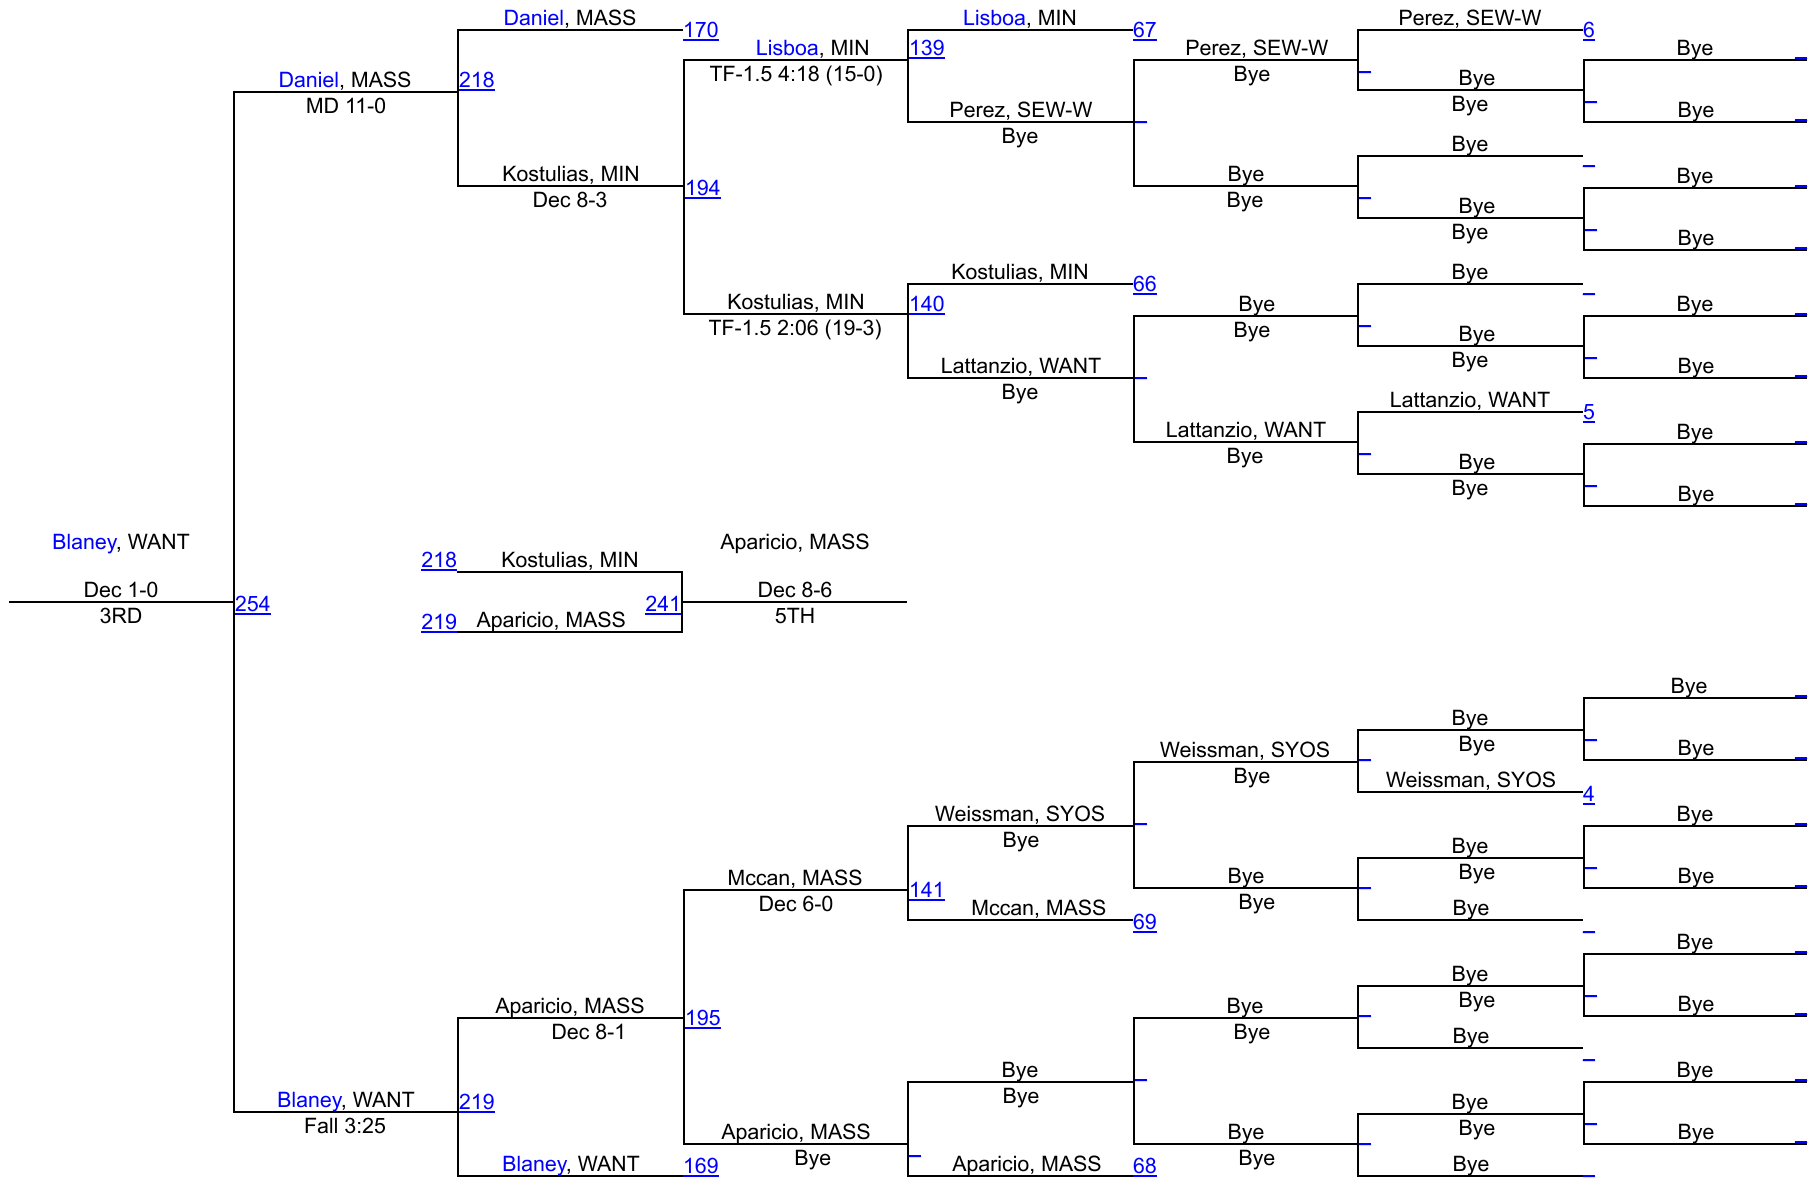 Daniel, MASS
170
Lisboa, MIN
67
Perez, SEW-W
6
Lisboa, MIN
139
Perez, SEW-W
Bye
TF-1.5 4:18 (15-0)
Bye
Daniel, MASS
218
Bye
MD 11-0
Bye
Perez, SEW-W
Bye
Bye
Bye
Kostulias, MIN
194
Bye
Bye
Dec 8-3
Bye
Bye
Bye
Bye
Kostulias, MIN
66
Bye
Kostulias, MIN
140
Bye
Bye
TF-1.5 2:06 (19-3)
Bye
Bye
Lattanzio, WANT
Bye
Bye
Bye
Lattanzio, WANT
5
Lattanzio, WANT
Bye
Bye
Bye
Bye
Bye
Blaney, WANT
Dec 1-0
3RD
254
218
Kostulias, MIN
219
Aparicio, MASS
241
Aparicio, MASS
Dec 8-6
5TH
Bye
Bye
Bye
Bye
Weissman, SYOS
Bye
Weissman, SYOS
4
Weissman, SYOS
Bye
Bye
Bye
Bye
Mccan, MASS
141
Bye
Bye
Bye
Dec 6-0
Mccan, MASS
69
Bye
Bye
Bye
Bye
Aparicio, MASS
195
Bye
Bye
Bye
Dec 8-1
Bye
Bye
Bye
Bye
Blaney, WANT
219
Bye
Bye
Fall 3:25
Aparicio, MASS
Bye
Bye
Bye
Bye
Blaney, WANT
169
Aparicio, MASS
68
Bye